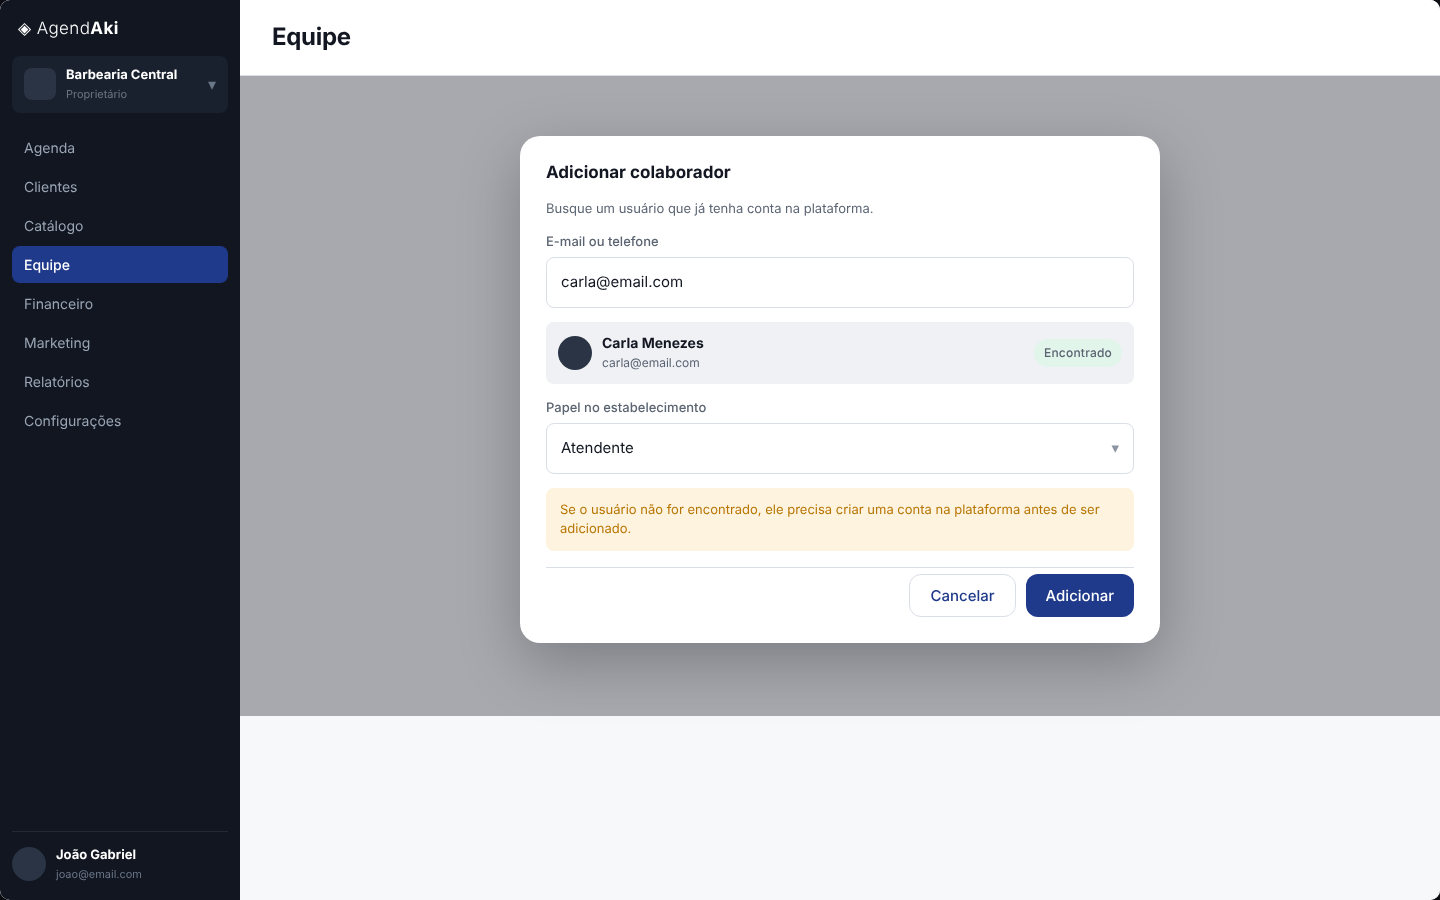 ◈ AgendAki
Barbearia Central
Proprietário
▼
Agenda
Clientes
Catálogo
Equipe
Financeiro
Marketing
Relatórios
Configurações
João Gabriel
joao@email.com
Equipe
Adicionar colaborador
Busque um usuário que já tenha conta na plataforma.
E-mail ou telefone
carla@email.com
Carla Menezes
carla@email.com
Encontrado
Papel no estabelecimento
Atendente ▼
Se o usuário não for encontrado, ele precisa criar uma conta na plataforma antes de ser
adicionado.
Cancelar
Adicionar